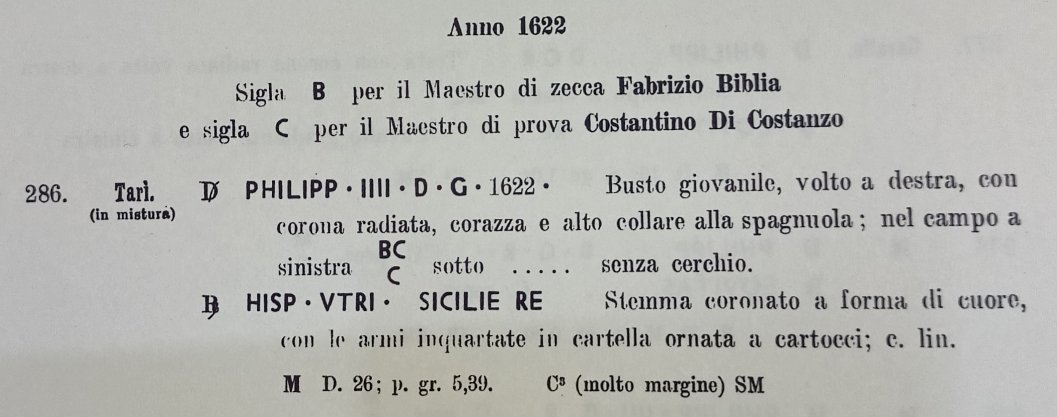 Anno 1622
Sigla B per il Maestro di zecca Fabrizio Biblia
e sigla C per il Maestro di prova Costantino Di Costanzo
286. Tarì. D PHILIPP · IIII · D · G · 1622 · Busto giovanile, volto a destra, con
(in mistura)
corona radiata, corazza e alto collare alla spagnuola; nel campo a
sinistra BC C sotto ..... senza cerchio.
R HISP · VTRI · SICILIE RE Stemma coronato a forma di cuore,
con le armi inquartate in cartella ornata a cartocci; c. lin.
M D. 26; p. gr. 5,39. C³ (molto margine) SM